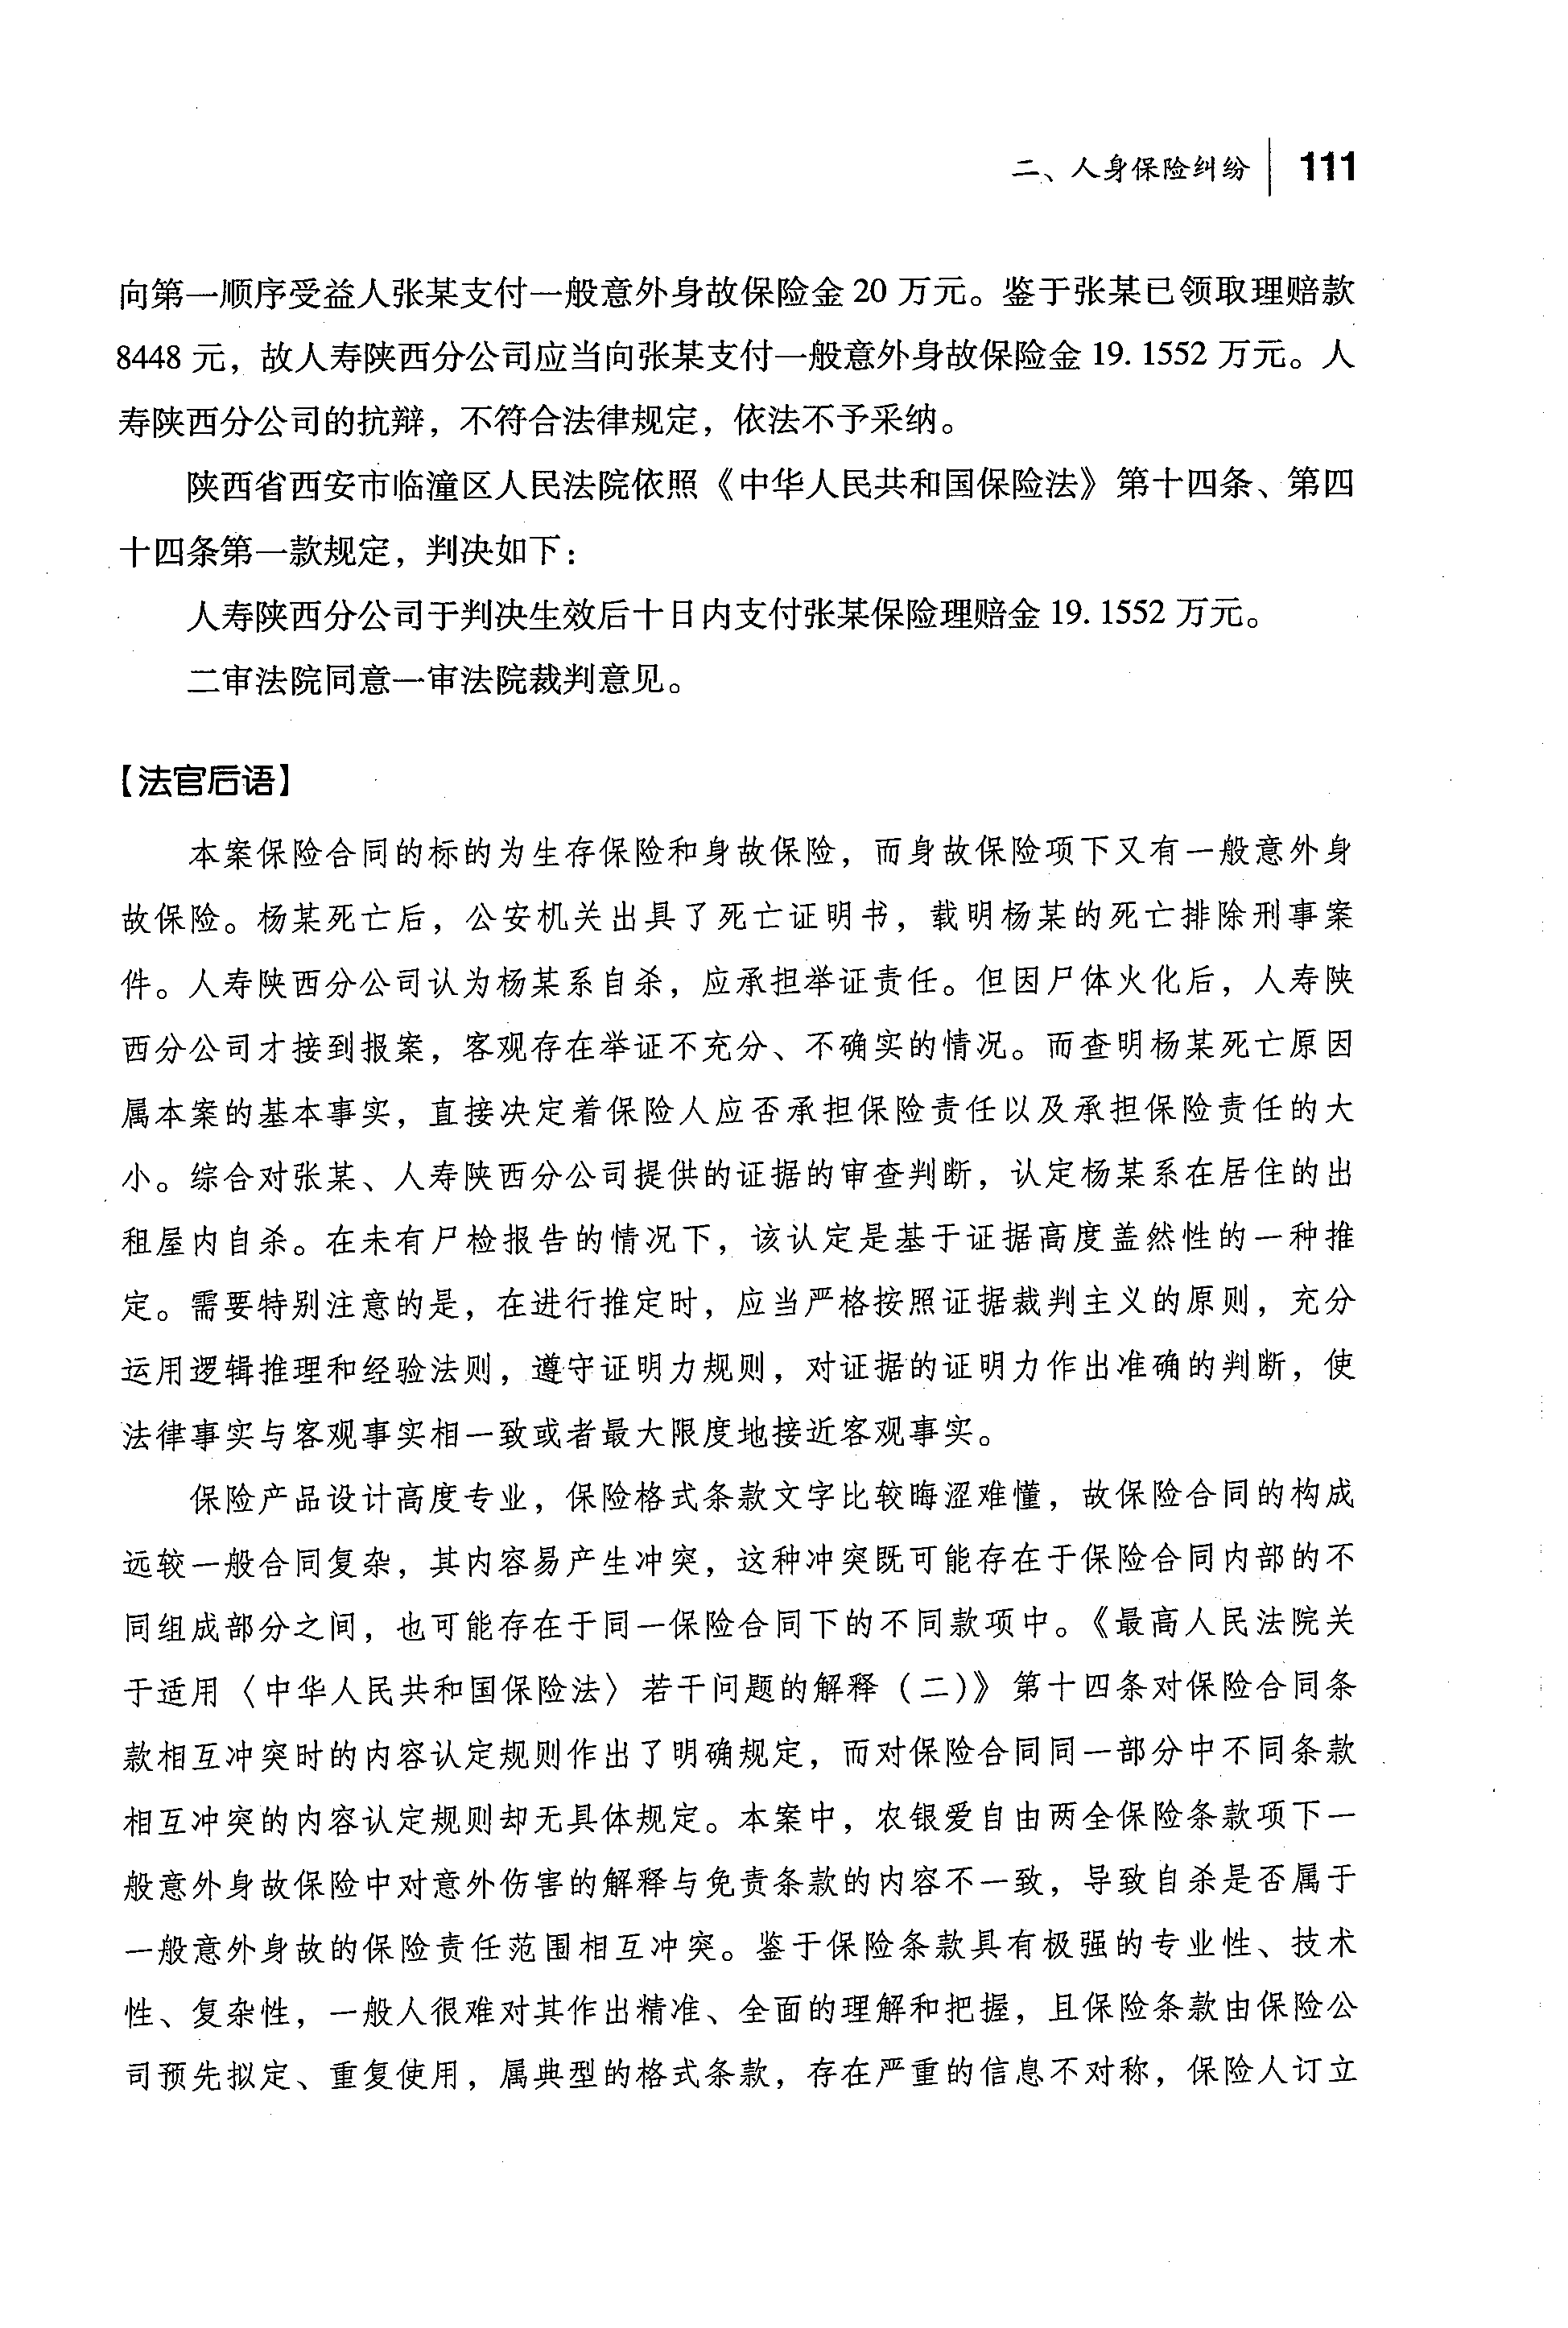 二、人身保险纠纷 111
向第一顺序受益人张某支付一般意外身故保险金 20 万元。鉴于张某已领取理赔款
8448 元，故人寿陕西分公司应当向张某支付一般意外身故保险金 19. 1552 万元。人
寿陕西分公司的抗辩，不符合法律规定，依法不予采纳。
陕西省西安市临潼区人民法院依照《中华人民共和国保险法》第十四条、第四
十四条第一款规定，判决如下：
人寿陕西分公司于判决生效后十日内支付张某保险理赔金 19. 1552 万元。
二审法院同意一审法院裁判意见。
【法官后语】
本案保险合同的标的为生存保险和身故保险，而身故保险项下又有一般意外身
故保险。杨某死亡后，公安机关出具了死亡证明书，载明杨某的死亡排除刑事案
件。人寿陕西分公司认为杨某系自杀，应承担举证责任。但因尸体火化后，人寿陕
西分公司才接到报案，客观存在举证不充分、不确实的情况。而查明杨某死亡原因
属本案的基本事实，直接决定着保险人应否承担保险责任以及承担保险责任的大
小。综合对张某、人寿陕西分公司提供的证据的审查判断，认定杨某系在居住的出
租屋内自杀。在未有尸检报告的情况下，该认定是基于证据高度盖然性的一种推
定。需要特别注意的是，在进行推定时，应当严格按照证据裁判主义的原则，充分
运用逻辑推理和经验法则，遵守证明力规则，对证据的证明力作出准确的判断，使
法律事实与客观事实相一致或者最大限度地接近客观事实。
保险产品设计高度专业，保险格式条款文字比较晦涩难懂，故保险合同的构成
远较一般合同复杂，其内容易产生冲突，这种冲突既可能存在于保险合同内部的不
同组成部分之间，也可能存在于同一保险合同下的不同款项中。《最高人民法院关
于适用〈中华人民共和国保险法〉若干问题的解释（二）》第十四条对保险合同条
款相互冲突时的内容认定规则作出了明确规定，而对保险合同同一部分中不同条款
相互冲突的内容认定规则却无具体规定。本案中，农银爱自由两全保险条款项下一
般意外身故保险中对意外伤害的解释与免责条款的内容不一致，导致自杀是否属于
一般意外身故的保险责任范围相互冲突。鉴于保险条款具有极强的专业性、技术
性、复杂性，一般人很难对其作出精准、全面的理解和把握，且保险条款由保险公
司预先拟定、重复使用，属典型的格式条款，存在严重的信息不对称，保险人订立